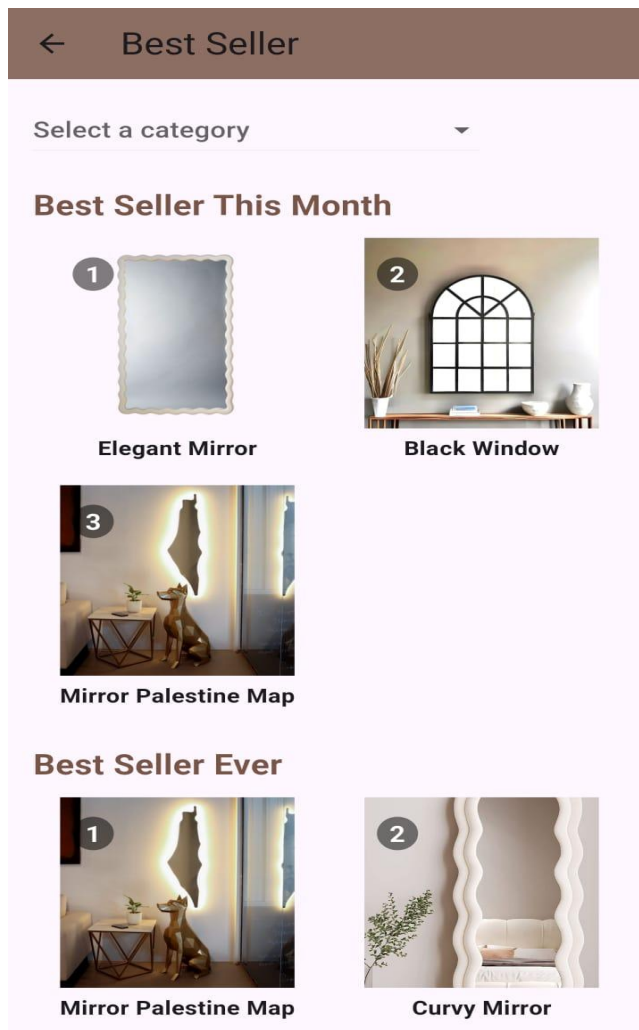 Best Seller
Select a category
Best Seller This Month
1
2
Elegant Mirror
Black Window
3
Mirror Palestine Map
Best Seller Ever
1
2
Mirror Palestine Map
Curvy Mirror